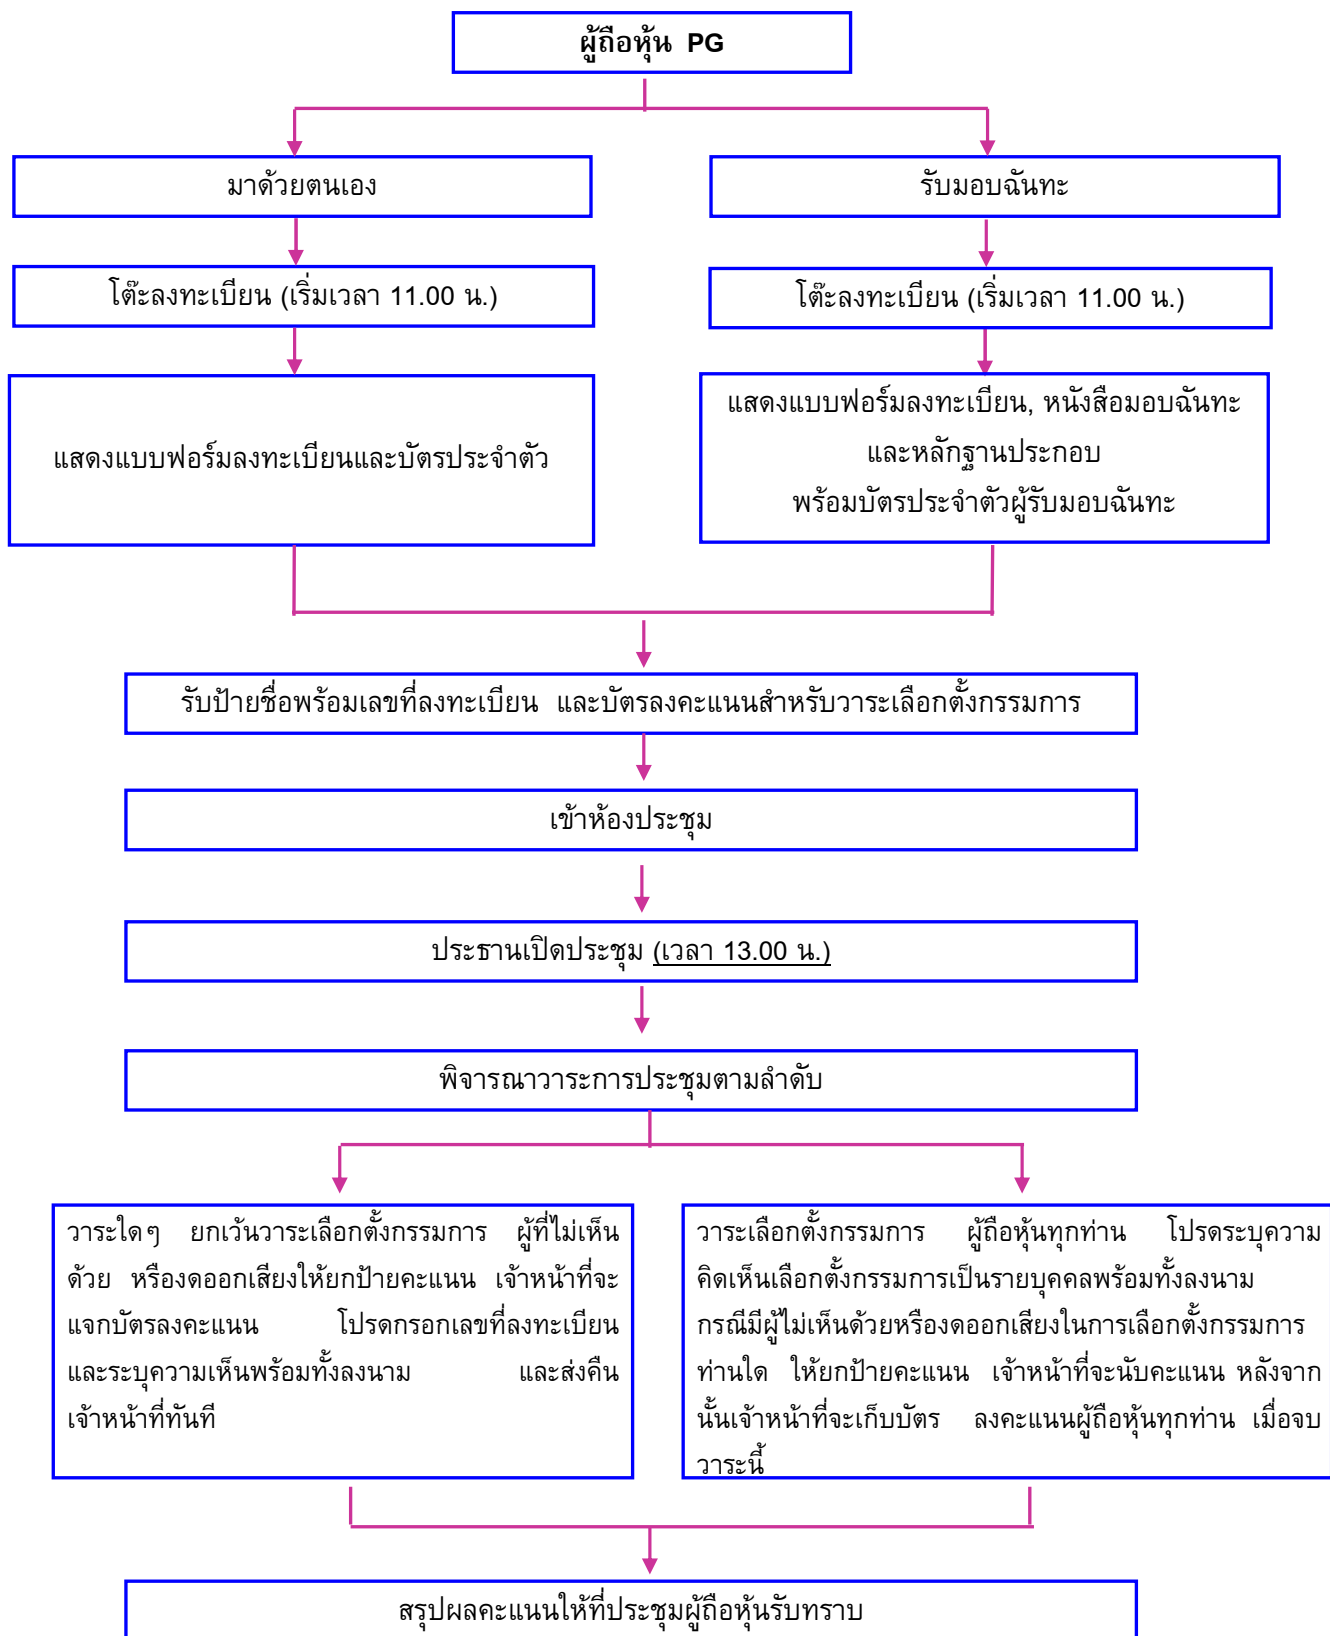 ผู้ถือหุ้น PG
มาด้วยตนเอง
รับมอบฉันทะ
โต๊ะลงทะเบียน (เริ่มเวลา 11.00 น.)
โต๊ะลงทะเบียน (เริ่มเวลา 11.00 น.)
แสดงแบบฟอร์มลงทะเบียนและบัตรประจำตัว
แสดงแบบฟอร์มลงทะเบียน, หนังสือมอบฉันทะ
และหลักฐานประกอบ
พร้อมบัตรประจำตัวผู้รับมอบฉันทะ
รับป้ายชื่อพร้อมเลขที่ลงทะเบียน และบัตรลงคะแนนสำหรับวาระเลือกตั้งกรรมการ
เข้าห้องประชุม
ประธานเปิดประชุม (เวลา 13.00 น.)
พิจารณาวาระการประชุมตามลำดับ
วาระใดๆ ยกเว้นวาระเลือกตั้งกรรมการ ผู้ที่ไม่เห็น
ด้วย หรืองดออกเสียงให้ยกป้ายคะแนน เจ้าหน้าที่จะ
แจกบัตรลงคะแนน โปรดกรอกเลขที่ลงทะเบียน
และระบุความเห็นพร้อมทั้งลงนาม และส่งคืน
เจ้าหน้าที่ทันที
วาระเลือกตั้งกรรมการ ผู้ถือหุ้นทุกท่าน โปรดระบุความ
คิดเห็นเลือกตั้งกรรมการเป็นรายบุคคลพร้อมทั้งลงนาม
กรณีมีผู้ไม่เห็นด้วยหรืองดออกเสียงในการเลือกตั้งกรรมการ
ท่านใด ให้ยกป้ายคะแนน เจ้าหน้าที่จะนับคะแนน หลังจาก
นั้นเจ้าหน้าที่จะเก็บบัตร ลงคะแนนผู้ถือหุ้นทุกท่าน เมื่อจบ
วาระนี้
สรุปผลคะแนนให้ที่ประชุมผู้ถือหุ้นรับทราบ